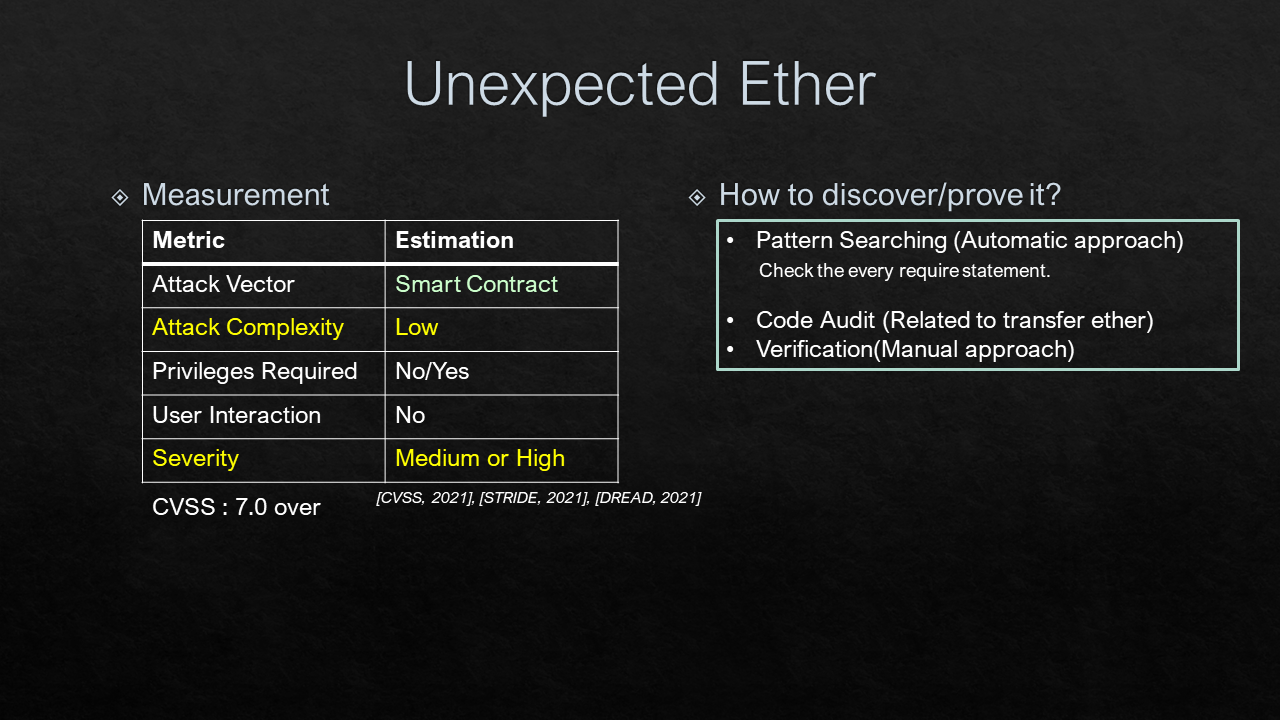 Unexpected Ether
Measurement
Metric Estimation
Attack Vector Smart Contract
Attack Complexity Low
Privileges Required No/Yes
User Interaction No
Severity Medium or High
CVSS : 7.0 over
[CVSS, 2021], [STRIDE, 2021], [DREAD, 2021]
How to discover/prove it?
• Pattern Searching (Automatic approach)
Check the every require statement.
• Code Audit (Related to transfer ether)
• Verification(Manual approach)